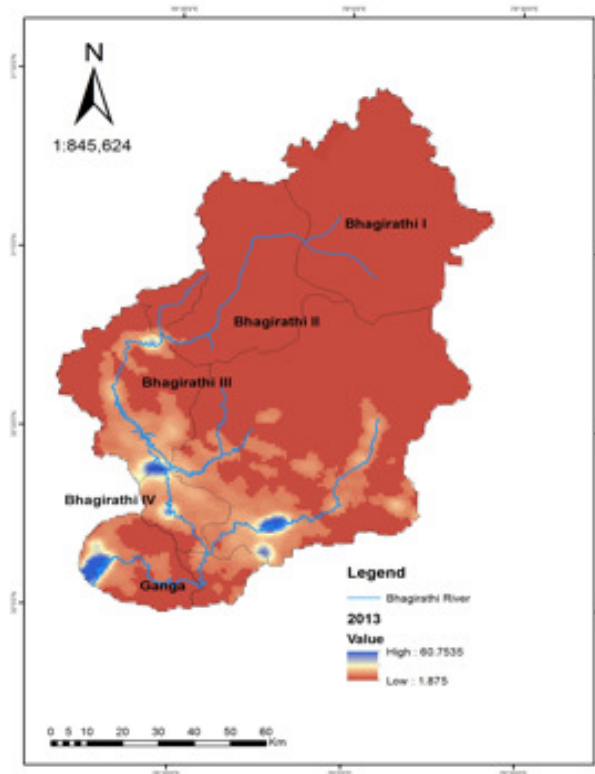 N
1:845,624
Bhagirathi I
Bhagirathi II
Bhagirathi III
Bhagirathi IV
Ganga
Legend
Bhagirathi River
2013
Value
High : 60.7535
Low : 1.875
0 5 10 20 30 40 50 60
Km